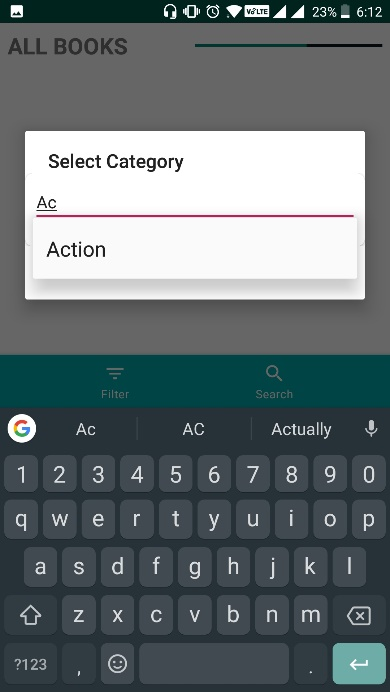 VoLTE 23% 6:12
ALL BOOKS
Select Category
Ac
Action
Filter Search
G Ac AC Actually
1 2 3 4 5 6 7 8 9 0
q w e r t y u i o p
a s d f g h j k l
z x c v b n m
?123 , .